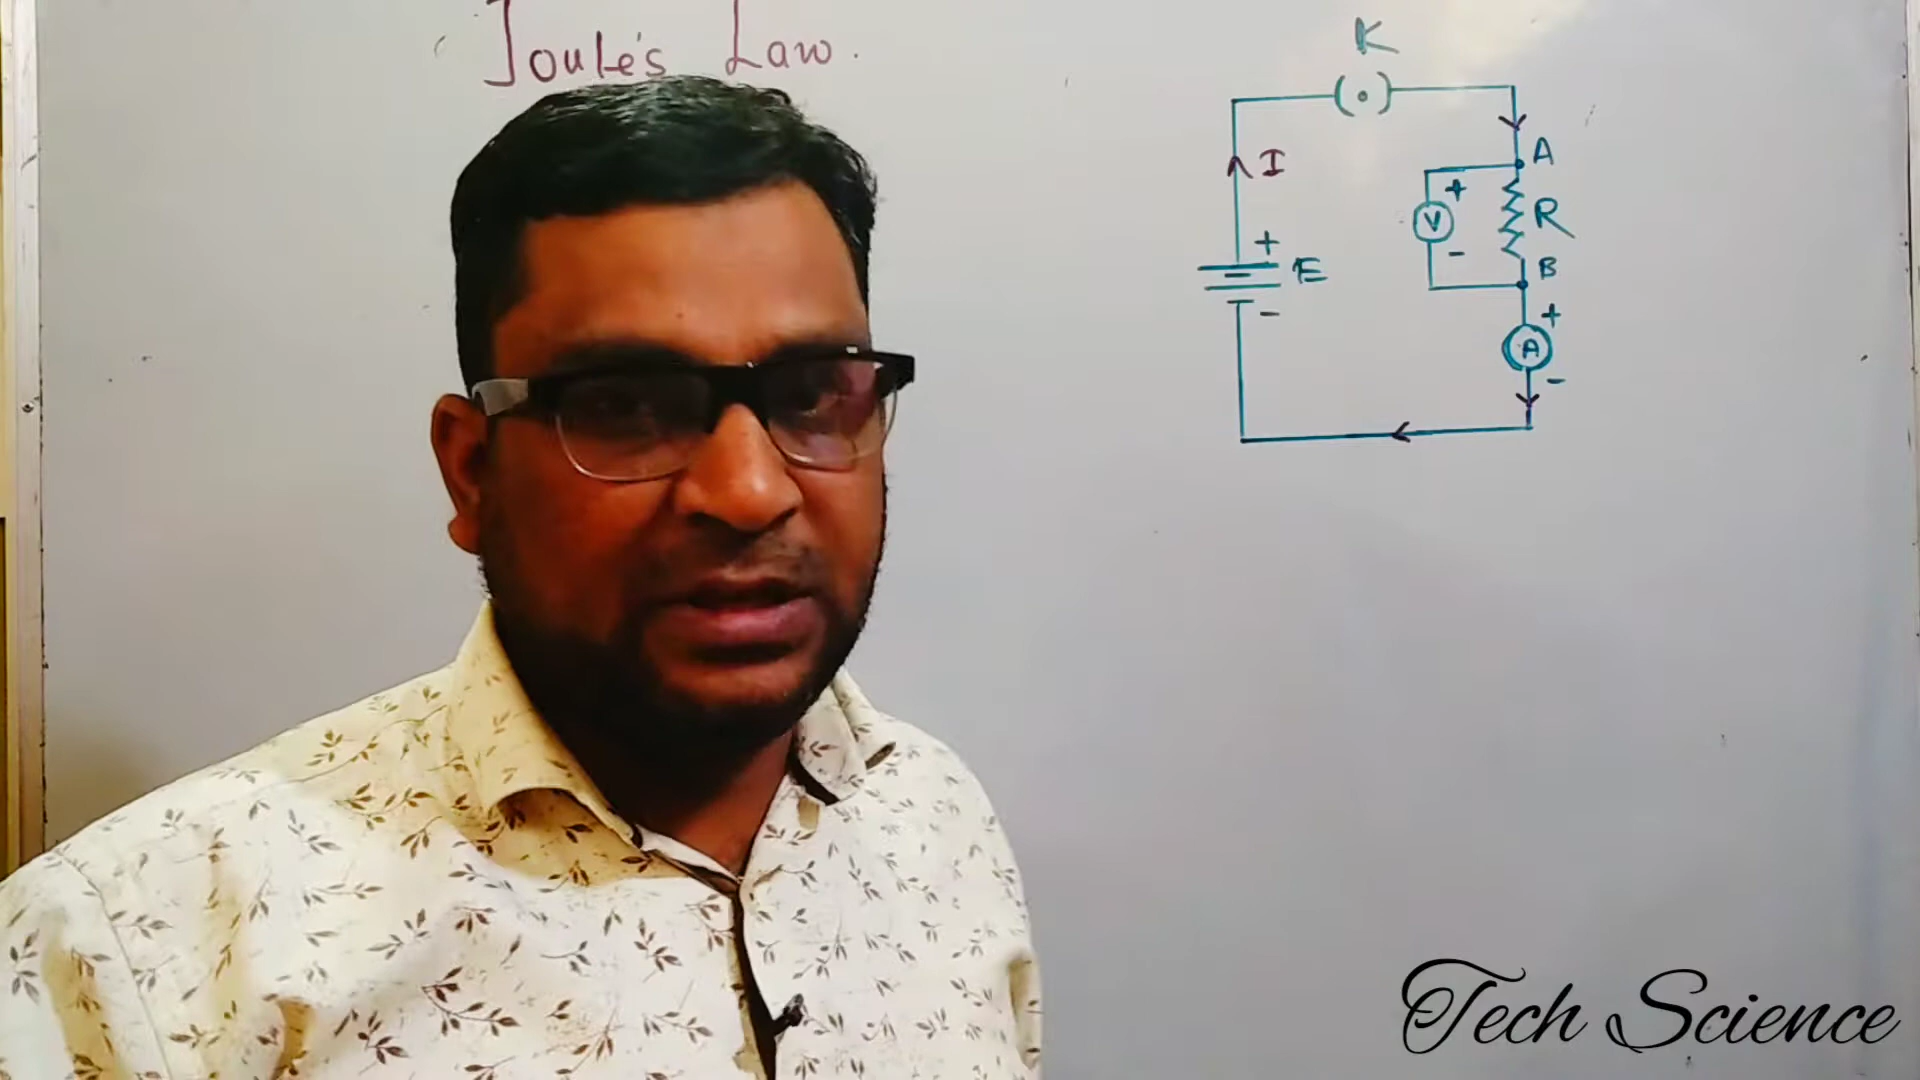 Joule's Law.
K
I
A
+
V
R
-
+
E
B
-
+
A
-
Tech Science